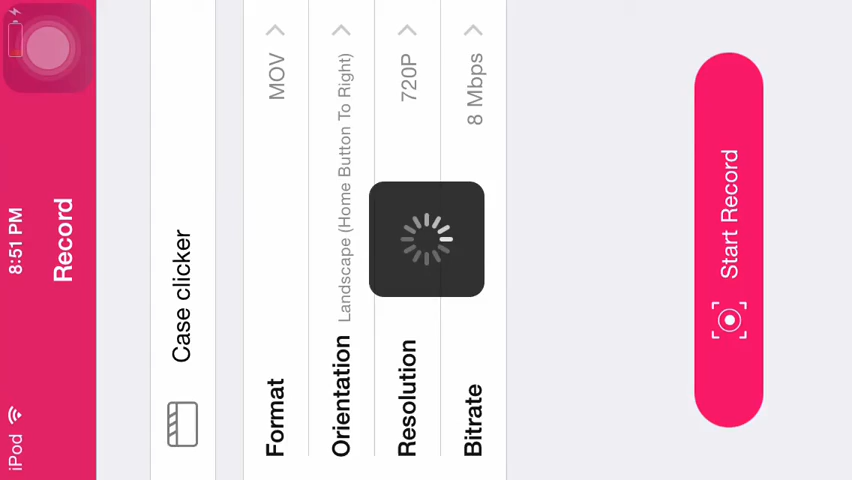 iPod 8:51 PM
Record
Case clicker
Format MOV
Orientation Landscape (Home Button To Right)
Resolution 720P
Bitrate 8 Mbps
Start Record